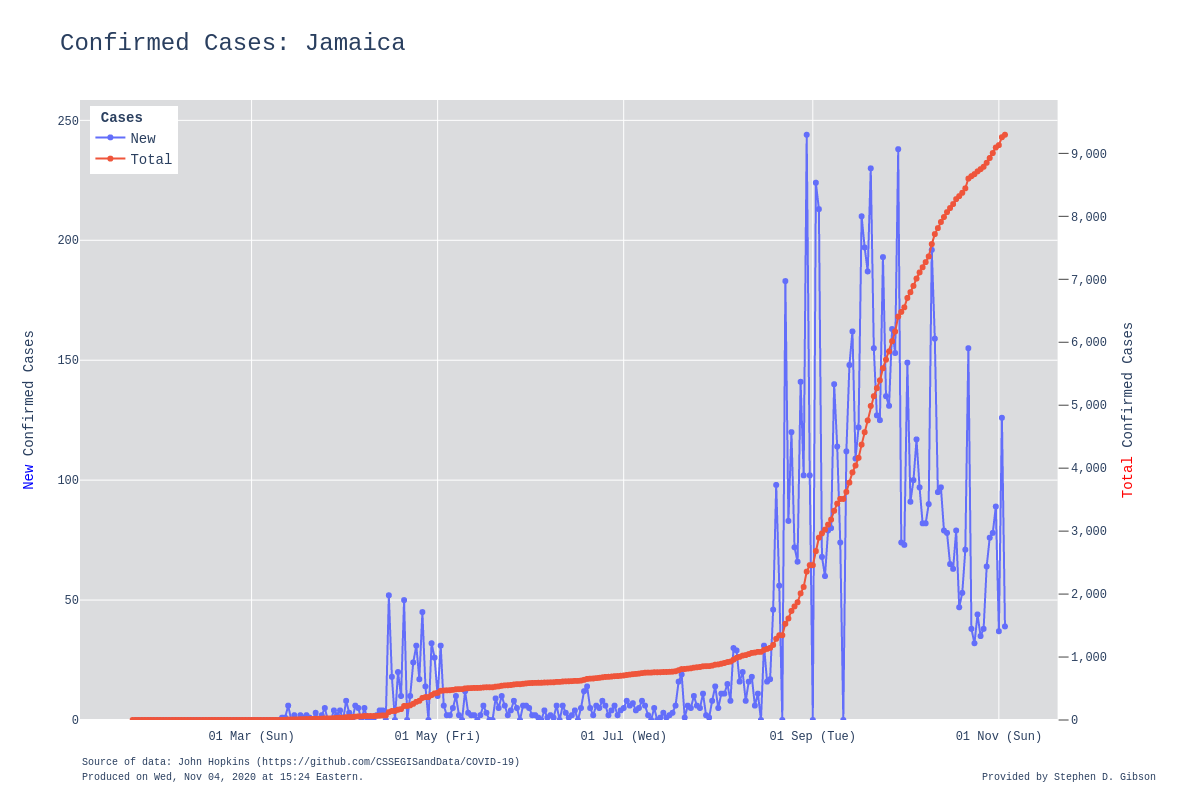 Confirmed Cases: Jamaica
Cases
New
Total
250
200
150
100
50
0
9,000
8,000
7,000
6,000
5,000
4,000
3,000
2,000
1,000
0
New Confirmed Cases
Total Confirmed Cases
01 Mar (Sun)
01 May (Fri)
01 Jul (Wed)
01 Sep (Tue)
01 Nov (Sun)
Source of data: John Hopkins (https://github.com/CSSEGISandData/COVID-19)
Produced on Wed, Nov 04, 2020 at 15:24 Eastern.
Provided by Stephen D. Gibson